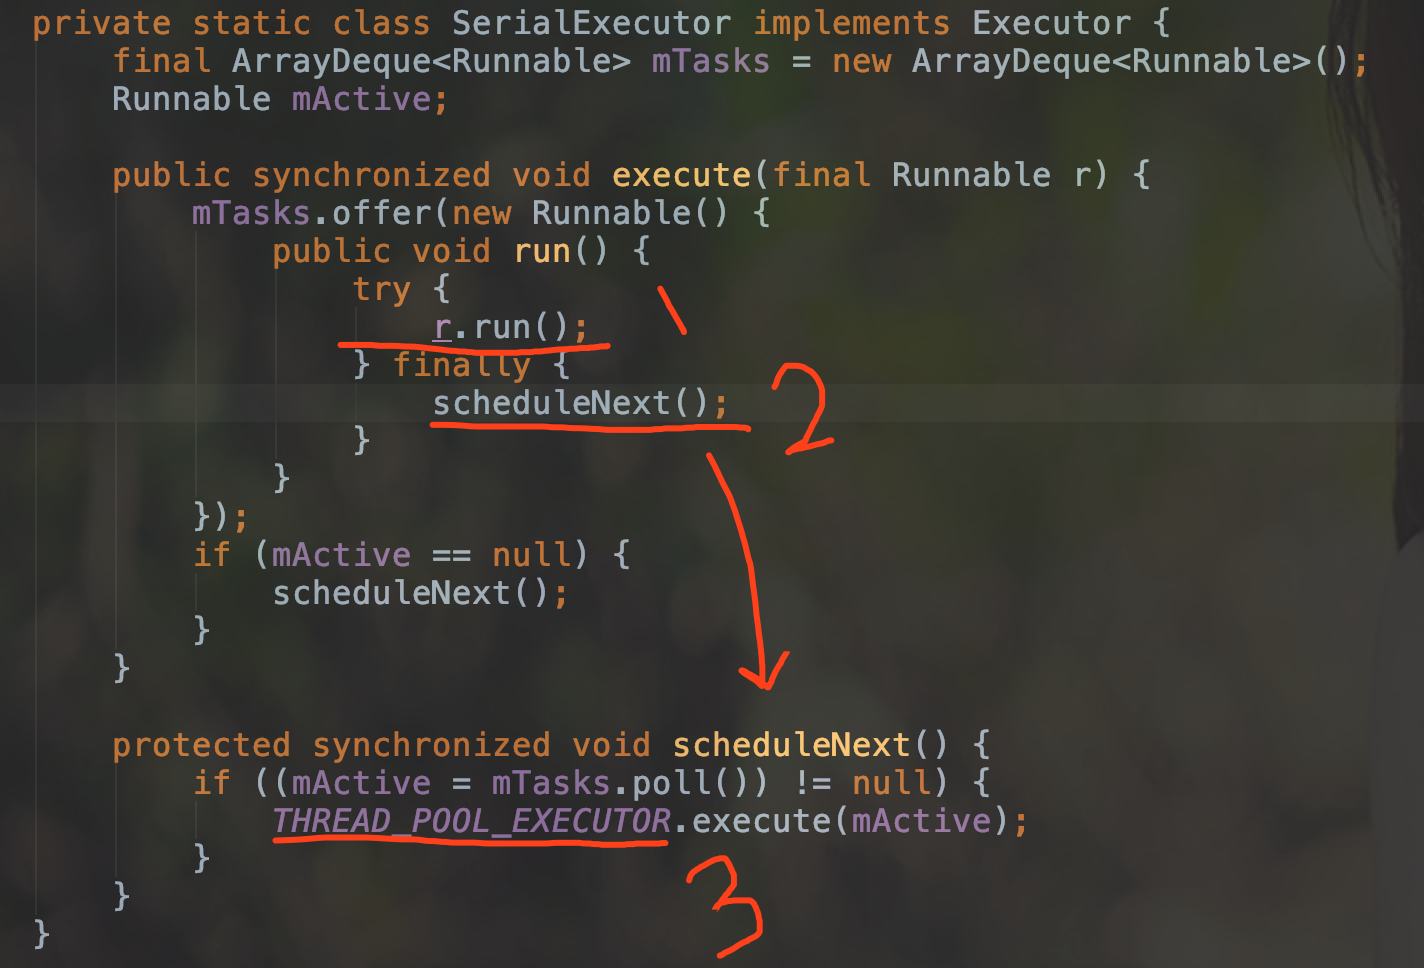 private static class SerialExecutor implements Executor {
final ArrayDeque<Runnable> mTasks = new ArrayDeque<Runnable>();
Runnable mActive;
public synchronized void execute(final Runnable r) {
mTasks.offer(new Runnable() {
public void run() {
try {
r.run();
1
} finally {
scheduleNext();
2
}
}
});
if (mActive == null) {
scheduleNext();
}
}
protected synchronized void scheduleNext() {
if ((mActive = mTasks.poll()) != null) {
THREAD_POOL_EXECUTOR.execute(mActive);
}
3
}
}